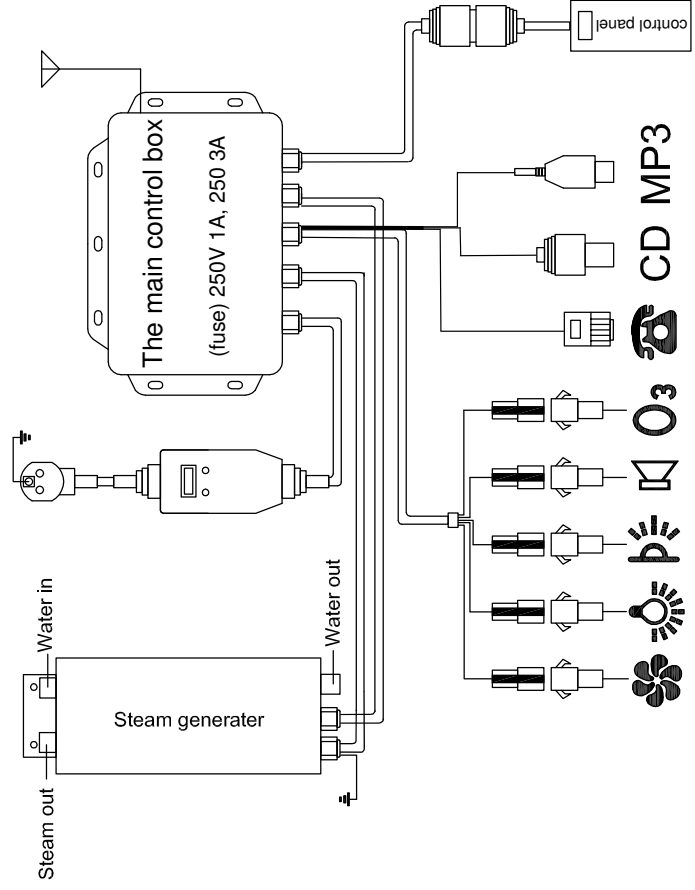 control panel
The main control box
(fuse) 250V 1A, 250 3A
MP3
CD
O3
Water in
Water out
Steam generater
Steam out